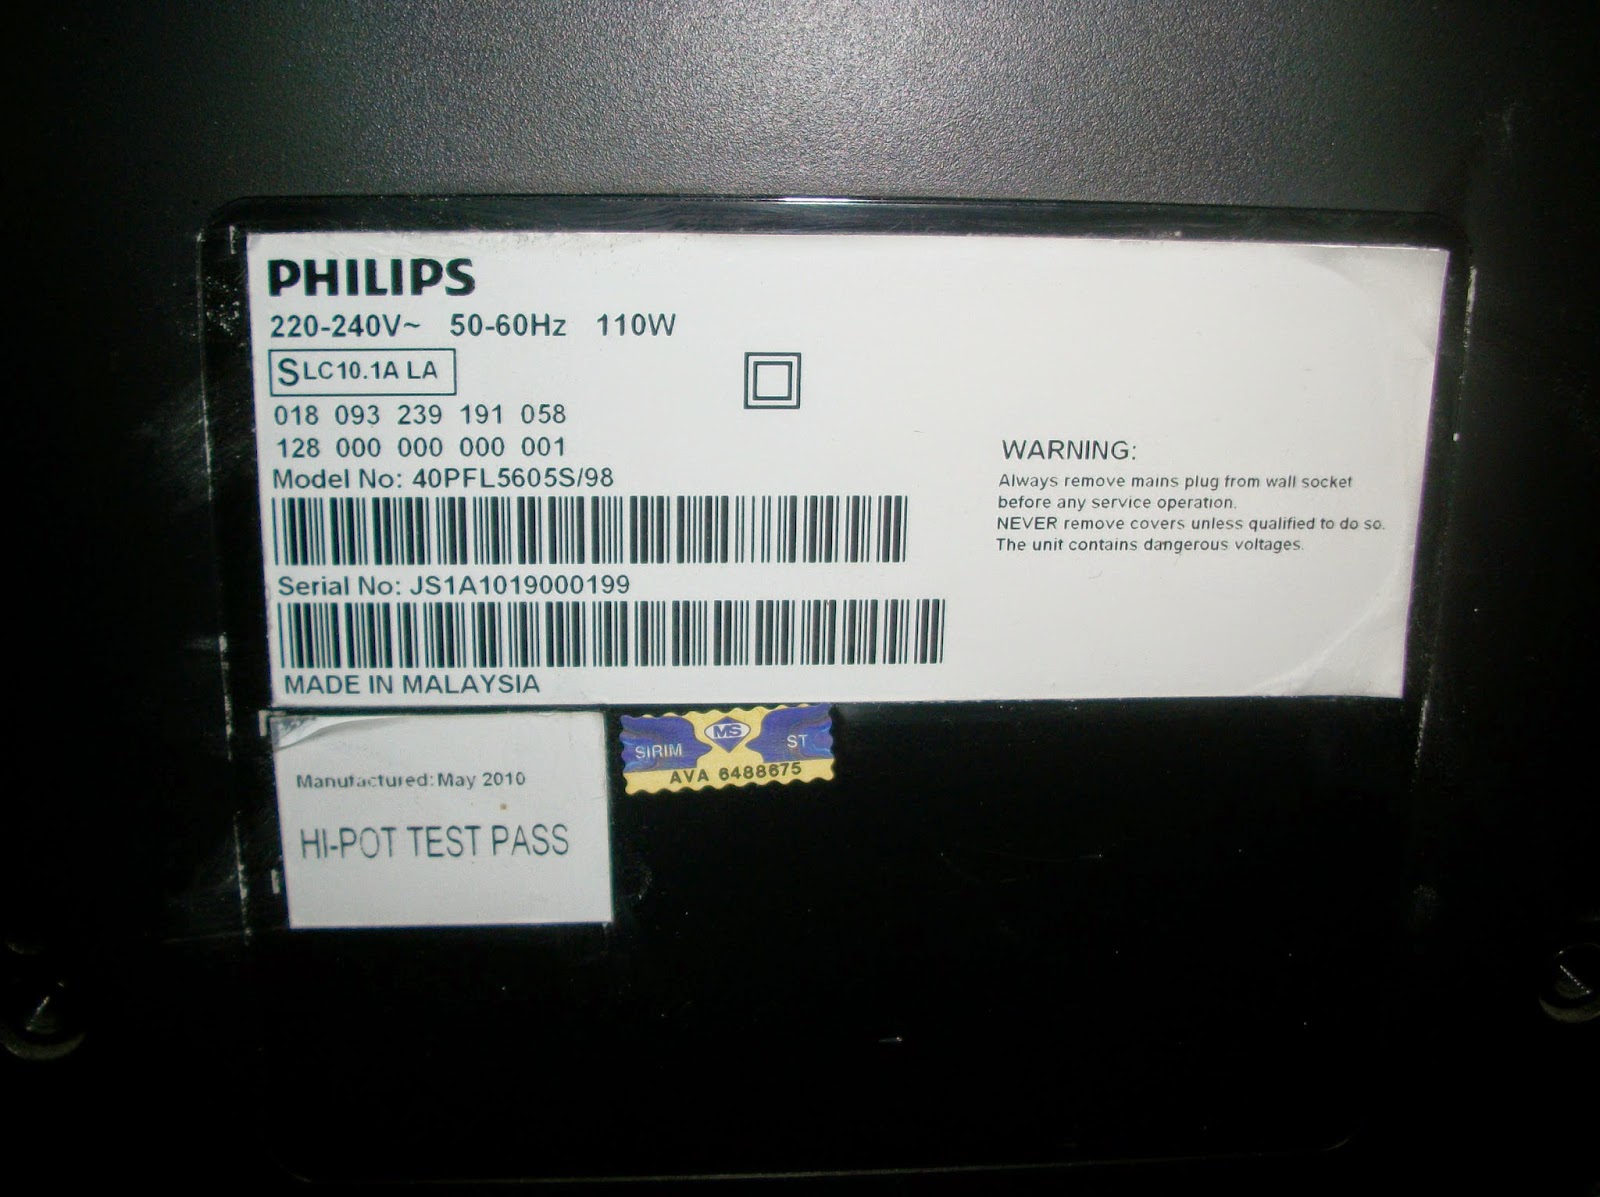 PHILIPS
220-240V~ 50-60Hz 110W
SLC10.1A LA
018 093 239 191 058
128 000 000 000 001
Model No: 40PFL5605S/98
Serial No: JS1A1019000199
MADE IN MALAYSIA
WARNING:
Always remove mains plug from wall socket
before any service operation.
NEVER remove covers unless qualified to do so.
The unit contains dangerous voltages.
Manufactured: May 2010
HI-POT TEST PASS
SIRIM MS ST
AVA 6488675